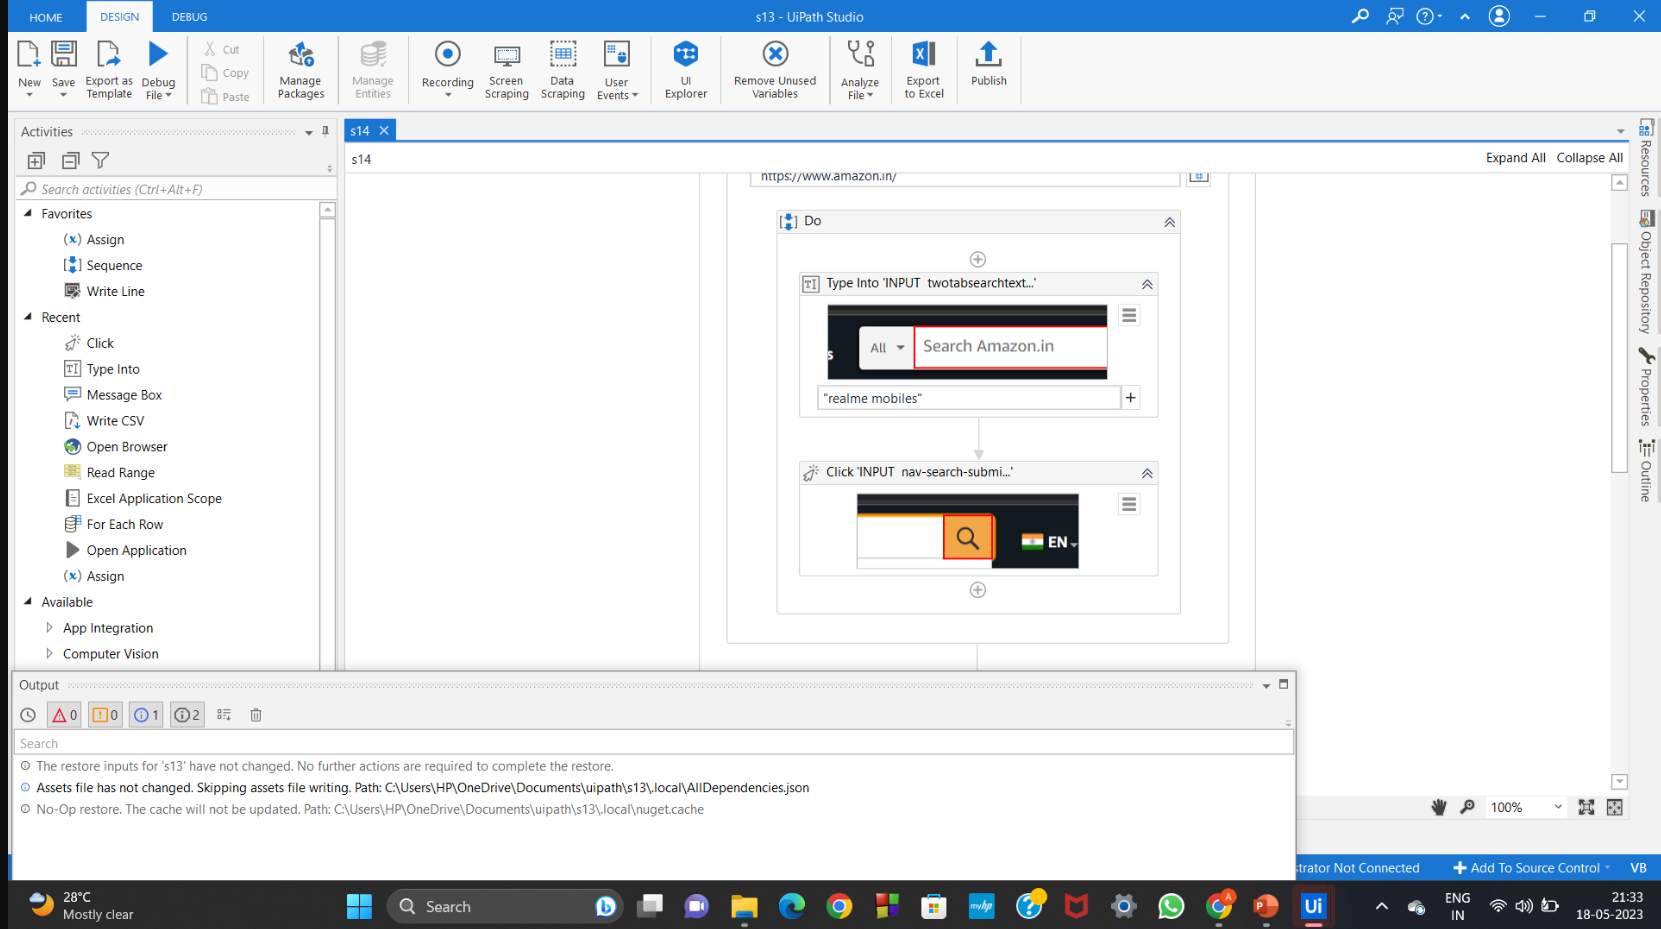 HOME DESIGN DEBUG s13 - UiPath Studio
New Save Export as Template Debug File Cut Copy Paste Manage Packages Manage Entities Recording Screen Scraping Data Scraping User Events UI Explorer Remove Unused Variables Analyze File Export to Excel Publish
Activities
s14
s14 Expand All Collapse All
Search activities (Ctrl+Alt+F)
Favorites
Assign
Sequence
Write Line
Recent
Click
Type Into
Message Box
Write CSV
Open Browser
Read Range
Excel Application Scope
For Each Row
Open Application
Assign
Available
App Integration
Computer Vision
https://www.amazon.in/
Do
Type Into 'INPUT twotabsearchtext...'
s All Search Amazon.in
"realme mobiles"
Click 'INPUT nav-search-submi...'
EN
Resources
Object Repository
Properties
Outline
Output
0 0 1 2
Search
The restore inputs for 's13' have not changed. No further actions are required to complete the restore.
Assets file has not changed. Skipping assets file writing. Path: C:\Users\HP\OneDrive\Documents\uipath\s13\.local\AllDependencies.json
No-Op restore. The cache will not be updated. Path: C:\Users\HP\OneDrive\Documents\uipath\s13\.local\nuget.cache
100%
strator Not Connected Add To Source Control VB
28°C
Mostly clear
Search
myhp
A
P
Ui
ENG
IN
21:33
18-05-2023